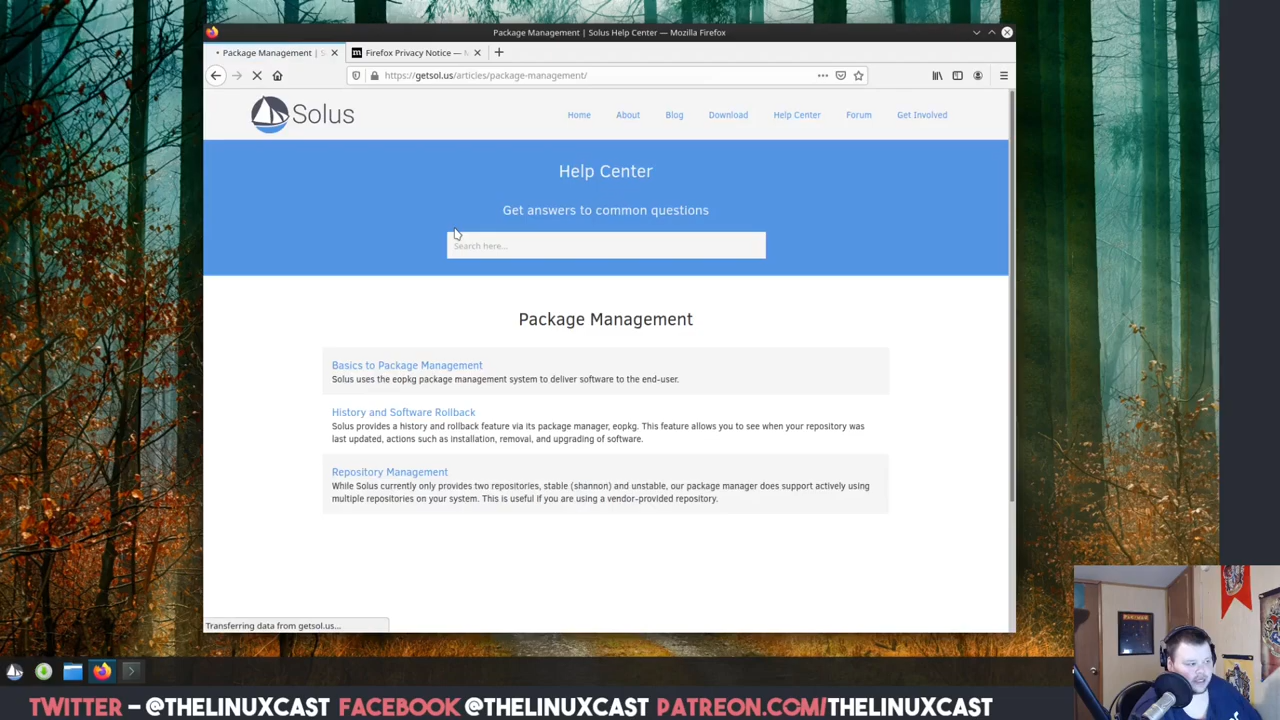 Package Management | Solus Help Center — Mozilla Firefox
Package Management | S
Firefox Privacy Notice —
https://getsol.us/articles/package-management/
Solus
Home
About
Blog
Download
Help Center
Forum
Get Involved
Help Center
Get answers to common questions
Search here...
Package Management
Basics to Package Management
Solus uses the eopkg package management system to deliver software to the end-user.
History and Software Rollback
Solus provides a history and rollback feature via its package manager, eopkg. This feature allows you to see when your repository was
last updated, actions such as installation, removal, and upgrading of software.
Repository Management
While Solus currently only provides two repositories, stable (shannon) and unstable, our package manager does support actively using
multiple repositories on your system. This is useful if you are using a vendor-provided repository.
Transferring data from getsol.us...
TWITTER – @THELINUXCAST FACEBOOK @THELINUXCAST PATREON.COM/THELINUXCAST